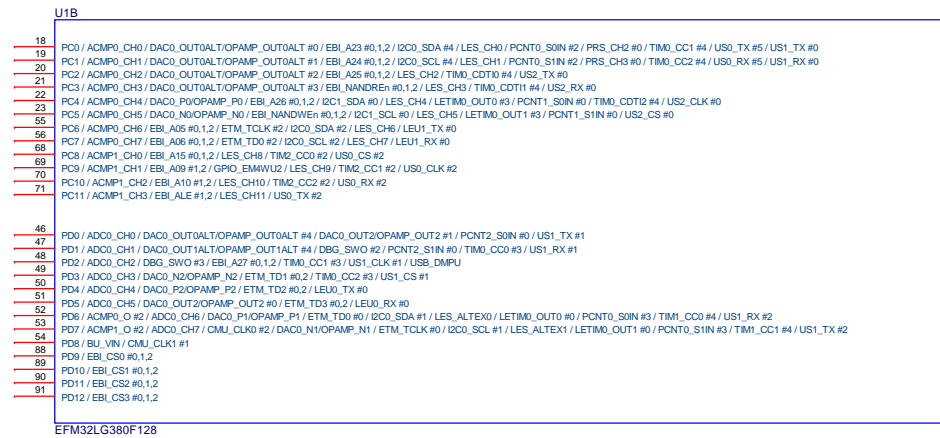 U1B
18 PC0 / ACMP0_CH0 / DAC0_OUT0ALT/OPAMP_OUT0ALT #0 / EBI_A23 #0,1,2 / I2C0_SDA #4 / LES_CH0 / PCNT0_S0IN #2 / PRS_CH2 #0 / TIM0_CC1 #4 / US0_TX #5 / US1_TX #0
19 PC1 / ACMP0_CH1 / DAC0_OUT0ALT/OPAMP_OUT0ALT #1 / EBI_A24 #0,1,2 / I2C0_SCL #4 / LES_CH1 / PCNT0_S1IN #2 / PRS_CH3 #0 / TIM0_CC2 #4 / US0_RX #5 / US1_RX #0
20 PC2 / ACMP0_CH2 / DAC0_OUT0ALT/OPAMP_OUT0ALT #2 / EBI_A25 #0,1,2 / LES_CH2 / TIM0_CDTI0 #4 / US2_TX #0
21 PC3 / ACMP0_CH3 / DAC0_OUT0ALT/OPAMP_OUT0ALT #3 / EBI_NANDREn #0,1,2 / LES_CH3 / TIM0_CDTI1 #4 / US2_RX #0
22 PC4 / ACMP0_CH4 / DAC0_P0/OPAMP_P0 / EBI_A26 #0,1,2 / I2C1_SDA #0 / LES_CH4 / LETIM0_OUT0 #3 / PCNT1_S0IN #0 / TIM0_CDTI2 #4 / US2_CLK #0
23 PC5 / ACMP0_CH5 / DAC0_N0/OPAMP_N0 / EBI_NANDWEn #0,1,2 / I2C1_SCL #0 / LES_CH5 / LETIM0_OUT1 #3 / PCNT1_S1IN #0 / US2_CS #0
55 PC6 / ACMP0_CH6 / EBI_A05 #0,1,2 / ETM_TCLK #2 / I2C0_SDA #2 / LES_CH6 / LEU1_TX #0
56 PC7 / ACMP0_CH7 / EBI_A06 #0,1,2 / ETM_TD0 #2 / I2C0_SCL #2 / LES_CH7 / LEU1_RX #0
68 PC8 / ACMP1_CH0 / EBI_A15 #0,1,2 / LES_CH8 / TIM2_CC0 #2 / US0_CS #2
69 PC9 / ACMP1_CH1 / EBI_A09 #1,2 / GPIO_EM4WU2 / LES_CH9 / TIM2_CC1 #2 / US0_CLK #2
70 PC10 / ACMP1_CH2 / EBI_A10 #1,2 / LES_CH10 / TIM2_CC2 #2 / US0_RX #2
71 PC11 / ACMP1_CH3 / EBI_ALE #1,2 / LES_CH11 / US0_TX #2
46 PD0 / ADC0_CH0 / DAC0_OUT0ALT/OPAMP_OUT0ALT #4 / DAC0_OUT2/OPAMP_OUT2 #1 / PCNT2_S0IN #0 / US1_TX #1
47 PD1 / ADC0_CH1 / DAC0_OUT1ALT/OPAMP_OUT1ALT #4 / DBG_SWO #2 / PCNT2_S1IN #0 / TIM0_CC0 #3 / US1_RX #1
48 PD2 / ADC0_CH2 / DBG_SWO #3 / EBI_A27 #0,1,2 / TIM0_CC1 #3 / US1_CLK #1 / USB_DMPU
49 PD3 / ADC0_CH3 / DAC0_N2/OPAMP_N2 / ETM_TD1 #0,2 / TIM0_CC2 #3 / US1_CS #1
50 PD4 / ADC0_CH4 / DAC0_P2/OPAMP_P2 / ETM_TD2 #0,2 / LEU0_TX #0
51 PD5 / ADC0_CH5 / DAC0_OUT2/OPAMP_OUT2 #0 / ETM_TD3 #0,2 / LEU0_RX #0
52 PD6 / ACMP0_O #2 / ADC0_CH6 / DAC0_P1/OPAMP_P1 / ETM_TD0 #0 / I2C0_SDA #1 / LES_ALTEX0 / LETIM0_OUT0 #0 / PCNT0_S0IN #3 / TIM1_CC0 #4 / US1_RX #2
53 PD7 / ACMP1_O #2 / ADC0_CH7 / CMU_CLK0 #2 / DAC0_N1/OPAMP_N1 / ETM_TCLK #0 / I2C0_SCL #1 / LES_ALTEX1 / LETIM0_OUT1 #0 / PCNT0_S1IN #3 / TIM1_CC1 #4 / US1_TX #2
54 PD8 / BU_VIN / CMU_CLK1 #1
88 PD9 / EBI_CS0 #0,1,2
89 PD10 / EBI_CS1 #0,1,2
90 PD11 / EBI_CS2 #0,1,2
91 PD12 / EBI_CS3 #0,1,2
EFM32LG380F128